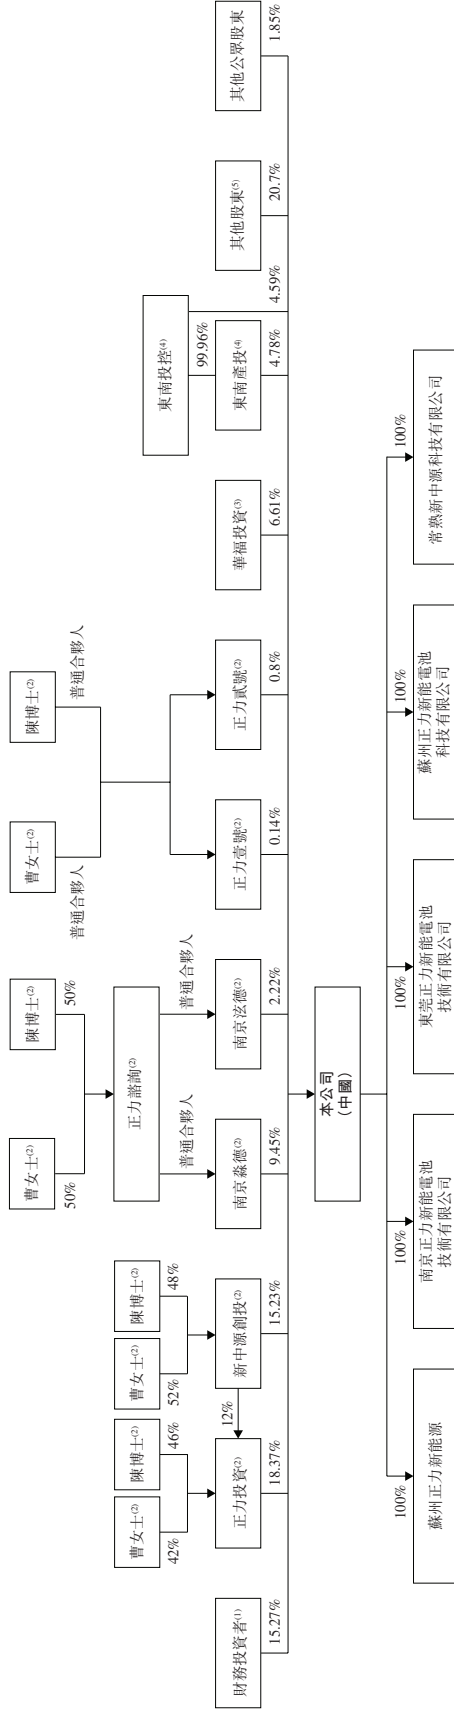 曹女士(2)
陳博士(2)
曹女士(2)
陳博士(2)
50%
50%
普通合夥人
普通合夥人
曹女士(2)
陳博士(2)
曹女士(2)
陳博士(2)
正力諮詢(2)
東南投控(4)
42%
46%
52%
48%
普通合夥人
普通合夥人
99.96%
財務投資者(1)
正力投資(2)
12%
新中源創投(2)
南京淼德(2)
南京泫德(2)
正力壹號(2)
正力貳號(2)
華福投資(3)
東南產投(4)
其他股東(5)
其他公眾股東
15.27%
18.37%
15.23%
9.45%
2.22%
0.14%
0.8%
6.61%
4.78%
4.59%
20.7%
1.85%
本公司
(中國)
100%
100%
100%
100%
100%
蘇州正力新能源
南京正力新能電池
技術有限公司
東莞正力新能電池
技術有限公司
蘇州正力新能電池
科技有限公司
常熟新中源科技有限公司